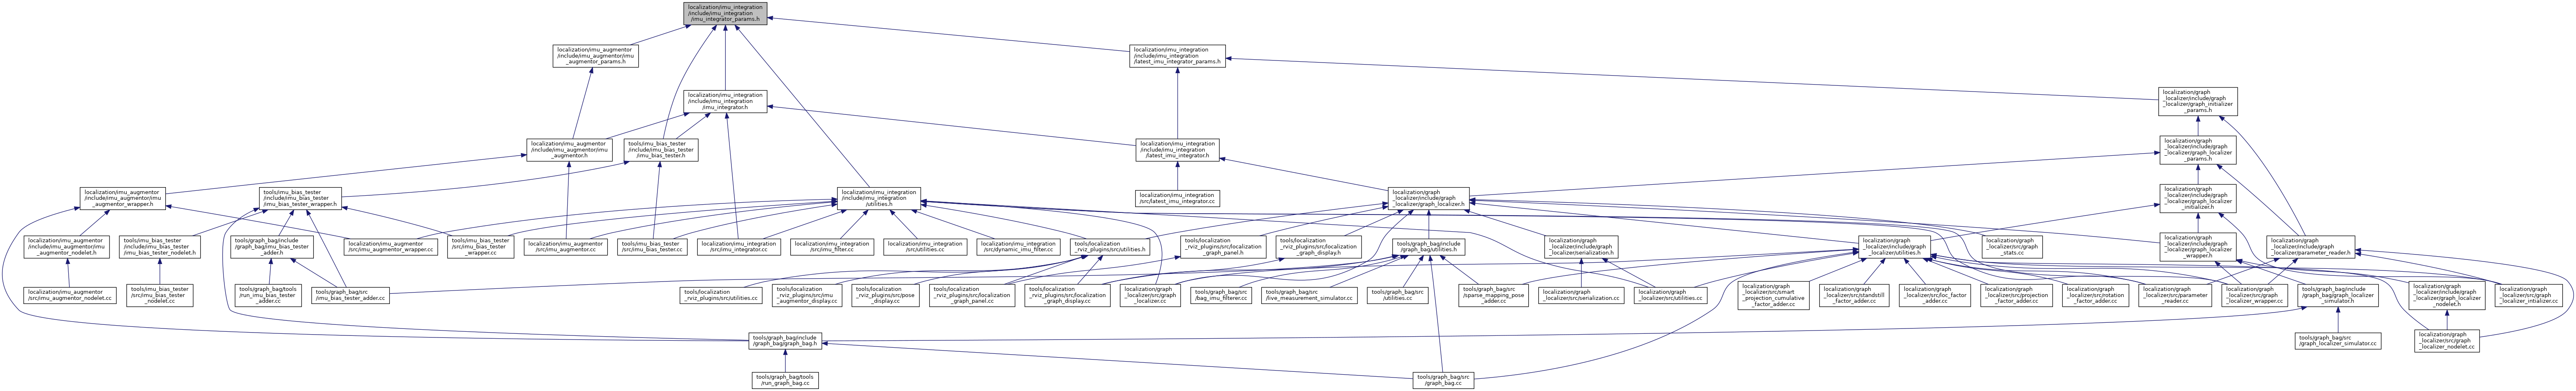 localization/imu_integration
/include/imu_integration
/imu_integrator_params.h
localization/imu_augmentor
/include/imu_augmentor/imu
_augmentor_params.h
localization/imu_integration
/include/imu_integration
/latest_imu_integrator_params.h
localization/imu_integration
/include/imu_integration
/imu_integrator.h
localization/graph
_localizer/include/graph
_localizer/graph_initializer
_params.h
localization/imu_augmentor
/include/imu_augmentor/imu
_augmentor.h
tools/imu_bias_tester
/include/imu_bias_tester
/imu_bias_tester.h
localization/imu_integration
/include/imu_integration
/latest_imu_integrator.h
localization/graph
_localizer/include/graph
_localizer/graph_localizer
_params.h
localization/imu_augmentor
/include/imu_augmentor/imu
_augmentor_wrapper.h
tools/imu_bias_tester
/include/imu_bias_tester
/imu_bias_tester_wrapper.h
localization/imu_integration
/include/imu_integration
/utilities.h
localization/imu_integration
/src/latest_imu_integrator.cc
localization/graph
_localizer/include/graph
_localizer/graph_localizer.h
localization/graph
_localizer/include/graph
_localizer/graph_localizer
_initializer.h
localization/imu_augmentor
/include/imu_augmentor/imu
_augmentor_nodelet.h
tools/imu_bias_tester
/include/imu_bias_tester
/imu_bias_tester_nodelet.h
tools/graph_bag/include
/graph_bag/imu_bias_tester
_adder.h
localization/imu_augmentor
/src/imu_augmentor_wrapper.cc
tools/imu_bias_tester
/src/imu_bias_tester
_wrapper.cc
localization/imu_augmentor
/src/imu_augmentor.cc
tools/imu_bias_tester
/src/imu_bias_tester.cc
localization/imu_integration
/src/imu_integrator.cc
localization/imu_integration
/src/imu_filter.cc
localization/imu_integration
/src/utilities.cc
localization/imu_integration
/src/dynamic_imu_filter.cc
tools/localization
_rviz_plugins/src/utilities.h
tools/localization
_rviz_plugins/src/localization
_graph_panel.h
tools/localization
_rviz_plugins/src/localization
_graph_display.h
tools/graph_bag/include
/graph_bag/utilities.h
localization/graph
_localizer/include/graph
_localizer/serialization.h
localization/graph
_localizer/include/graph
_localizer/utilities.h
localization/graph
_localizer/src/graph
_stats.cc
localization/graph
_localizer/include/graph
_localizer/graph_localizer
_wrapper.h
localization/graph
_localizer/include/graph
_localizer/parameter_reader.h
localization/imu_augmentor
/src/imu_augmentor_nodelet.cc
tools/imu_bias_tester
/src/imu_bias_tester
_nodelet.cc
tools/graph_bag/tools
/run_imu_bias_tester
_adder.cc
tools/graph_bag/src
/imu_bias_tester_adder.cc
tools/localization
_rviz_plugins/src/utilities.cc
tools/localization
_rviz_plugins/src/imu
_augmentor_display.cc
tools/localization
_rviz_plugins/src/pose
_display.cc
tools/localization
_rviz_plugins/src/localization
_graph_panel.cc
tools/localization
_rviz_plugins/src/localization
_graph_display.cc
localization/graph
_localizer/src/graph
_localizer.cc
tools/graph_bag/src
/bag_imu_filterer.cc
tools/graph_bag/src
/live_measurement_simulator.cc
tools/graph_bag/src
/utilities.cc
tools/graph_bag/src
/sparse_mapping_pose
_adder.cc
localization/graph
_localizer/src/serialization.cc
localization/graph
_localizer/src/utilities.cc
localization/graph
_localizer/src/smart
_projection_cumulative
_factor_adder.cc
localization/graph
_localizer/src/standstill
_factor_adder.cc
localization/graph
_localizer/src/loc_factor
_adder.cc
localization/graph
_localizer/src/projection
_factor_adder.cc
localization/graph
_localizer/src/rotation
_factor_adder.cc
localization/graph
_localizer/src/parameter
_reader.cc
localization/graph
_localizer/src/graph
_localizer_wrapper.cc
tools/graph_bag/include
/graph_bag/graph_localizer
_simulator.h
localization/graph
_localizer/include/graph
_localizer/graph_localizer
_nodelet.h
localization/graph
_localizer/src/graph
_localizer_intializer.cc
tools/graph_bag/include
/graph_bag/graph_bag.h
tools/graph_bag/src
/graph_localizer_simulator.cc
localization/graph
_localizer/src/graph
_localizer_nodelet.cc
tools/graph_bag/tools
/run_graph_bag.cc
tools/graph_bag/src
/graph_bag.cc